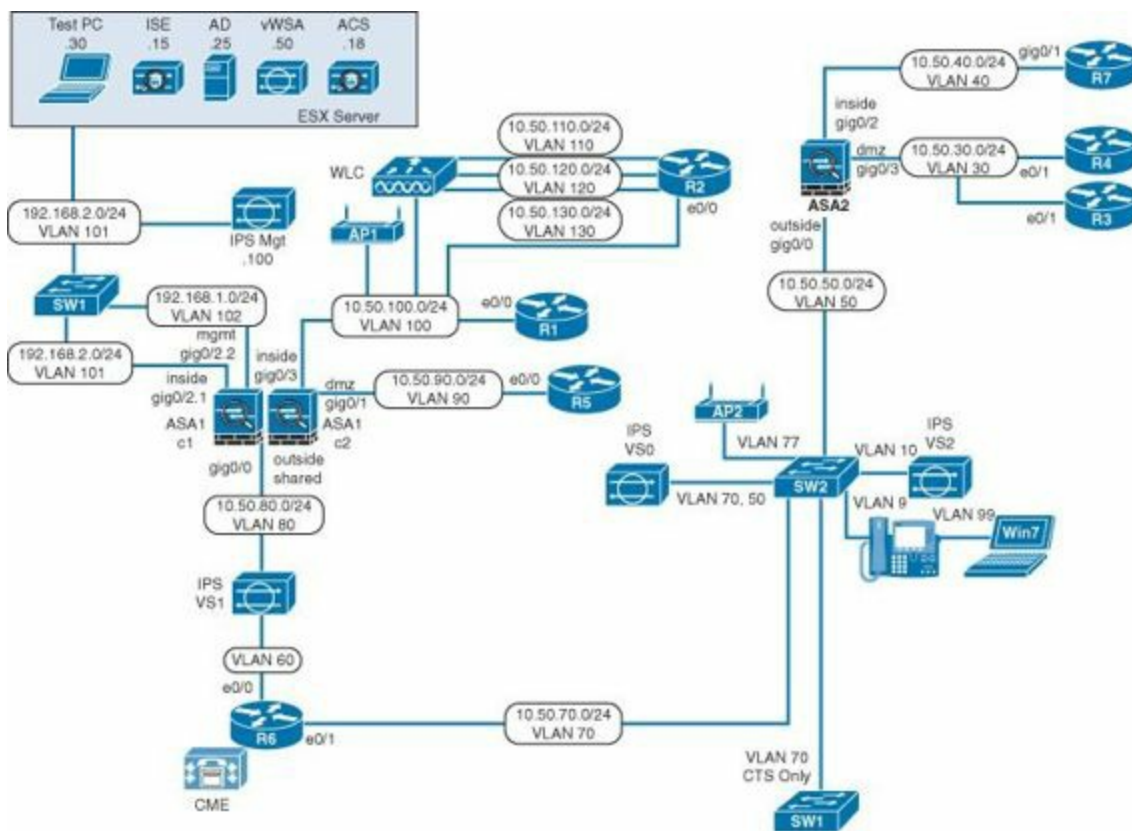 Test PC
.30
ISE
.15
AD
.25
vWSA
.50
ACS
.18
ESX Server
192.168.2.0/24
VLAN 101
IPS Mgt
.100
SW1
192.168.1.0/24
VLAN 102
mgmt
gig0/2.2
192.168.2.0/24
VLAN 101
inside
gig0/2.1
ASA1
c1
inside
gig0/3
dmz
gig0/1
ASA1
c2
gig0/0
outside
shared
10.50.80.0/24
VLAN 80
IPS
VS1
VLAN 60
e0/0
R6
e0/1
CME
WLC
AP1
10.50.110.0/24
VLAN 110
10.50.120.0/24
VLAN 120
10.50.130.0/24
VLAN 130
R2
e0/0
10.50.100.0/24
VLAN 100
e0/0
R1
10.50.90.0/24
VLAN 90
e0/0
R5
10.50.40.0/24
VLAN 40
gig0/1
R7
inside
gig0/2
dmz
gig0/3
10.50.30.0/24
VLAN 30
e0/1
R4
e0/1
R3
ASA2
outside
gig0/0
10.50.50.0/24
VLAN 50
AP2
VLAN 77
IPS
VS0
VLAN 70, 50
SW2
VLAN 10
IPS
VS2
VLAN 9
VLAN 99
Win7
10.50.70.0/24
VLAN 70
VLAN 70
CTS Only
SW1